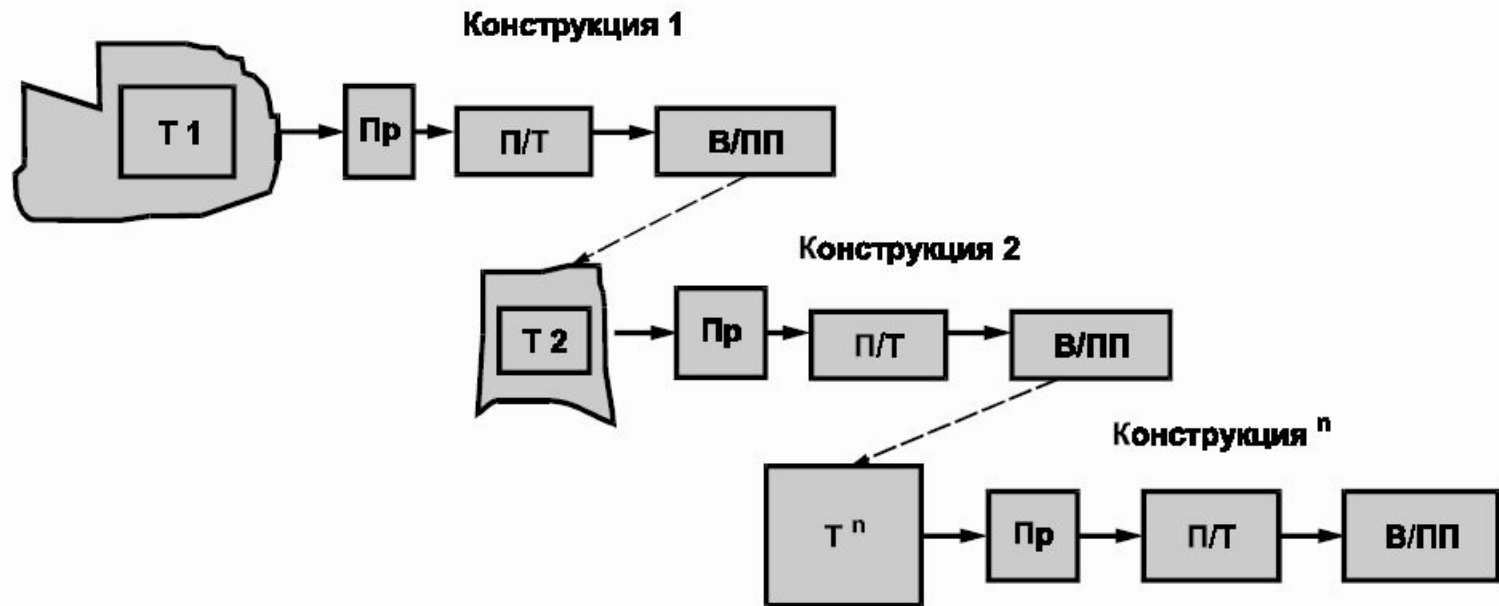 Конструкция 1
Т 1 Пр П/Т В/ПП
Конструкция 2
Т 2 Пр П/Т В/ПП
Конструкция n
Т n Пр П/Т В/ПП